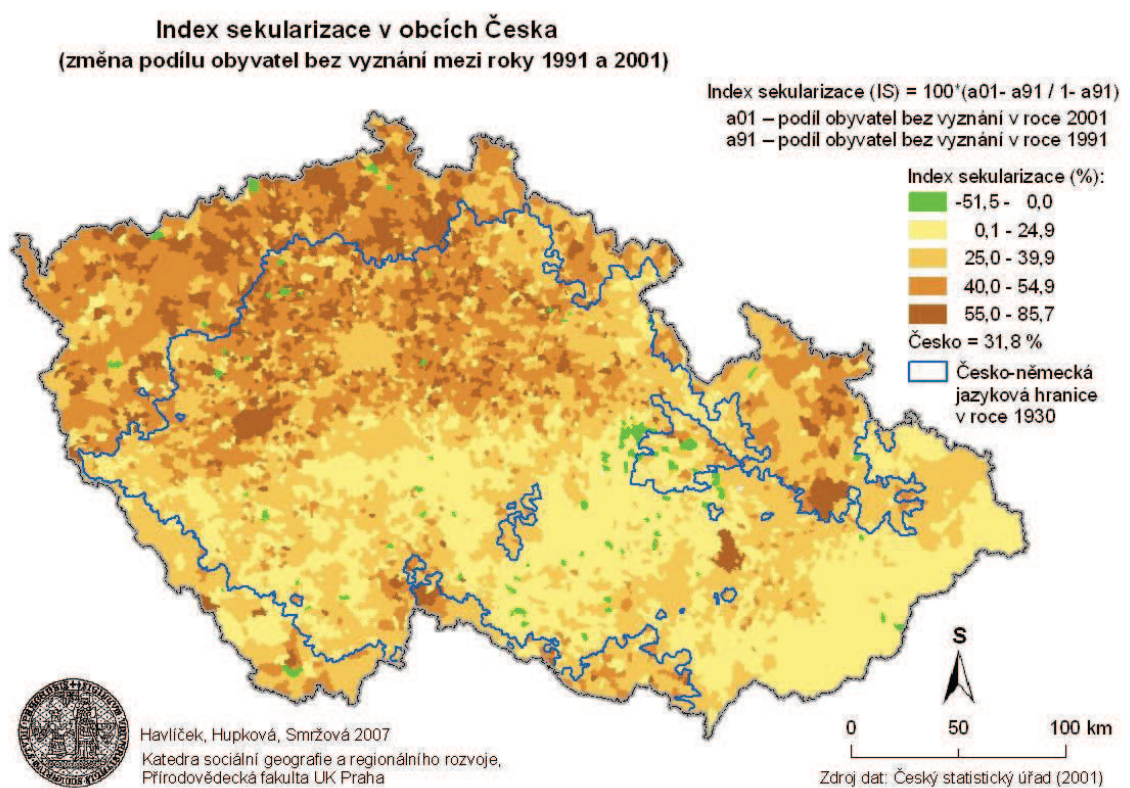 Index sekularizace v obcích Česka
(změna podílu obyvatel bez vyznání mezi roky 1991 a 2001)
Index sekularizace (IS) = 100*(a01- a91 / 1- a91)
a01 – podíl obyvatel bez vyznání v roce 2001
a91 – podíl obyvatel bez vyznání v roce 1991
Index sekularizace (%):
-51,5 - 0,0
0,1 - 24,9
25,0 - 39,9
40,0 - 54,9
55,0 - 85,7
Česko = 31,8 %
Česko-německá
jazyková hranice
v roce 1930
S
0 50 100 km
Havlíček, Hupková, Smržová 2007
Katedra sociální geografie a regionálního rozvoje,
Přírodovědecká fakulta UK Praha
Zdroj dat: Český statistický úřad (2001)